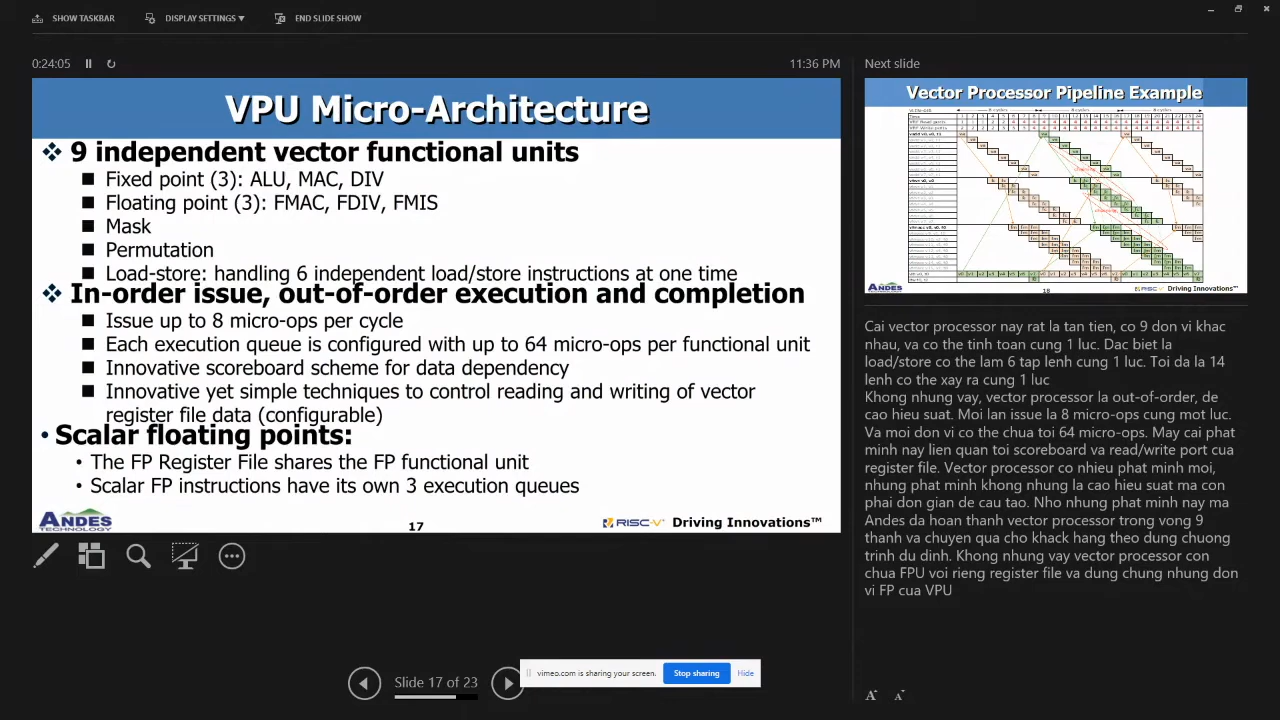 SHOW TASKBAR
DISPLAY SETTINGS ▾
END SLIDE SHOW
0:24:05
11:36 PM
VPU Micro-Architecture
❖ 9 independent vector functional units
■ Fixed point (3): ALU, MAC, DIV
■ Floating point (3): FMAC, FDIV, FMIS
■ Mask
■ Permutation
■ Load-store: handling 6 independent load/store instructions at one time
❖ In-order issue, out-of-order execution and completion
■ Issue up to 8 micro-ops per cycle
■ Each execution queue is configured with up to 64 micro-ops per functional unit
■ Innovative scoreboard scheme for data dependency
■ Innovative yet simple techniques to control reading and writing of vector
register file data (configurable)
• Scalar floating points:
• The FP Register File shares the FP functional unit
• Scalar FP instructions have its own 3 execution queues
ANDES
TECHNOLOGY
17
RISC-V Driving Innovations™
Slide 17 of 23
vimeo.com is sharing your screen.
Stop sharing
Hide
Next slide
Vector Processor Pipeline Example
ANDES
18
RISC-V Driving Innovations™
Cai vector processor nay rat la tan tien, co 9 don vi khac
nhau, va co the tinh toan cung 1 luc. Dac biet la
load/store co the lam 6 tap lenh cung 1 luc. Toi da la 14
lenh co the xay ra cung 1 luc
Khong nhung vay, vector processor la out-of-order, de
cao hieu suat. Moi lan issue la 8 micro-ops cung mot luc.
Va moi don vi co the chua toi 64 micro-ops. May cai phat
minh nay lien quan toi scoreboard va read/write port cua
register file. Vector processor co nhieu phat minh moi,
nhung phat minh khong nhung la cao hieu suat ma con
phai don gian de cau tao. Nho nhung phat minh nay ma
Andes da hoan thanh vector processor trong vong 9
thanh va chuyen qua cho khack hang theo dung chuong
trinh du dinh. Khong nhung vay vector processor con
chua FPU voi rieng register file va dung chung nhung don
vi FP cua VPU
A A